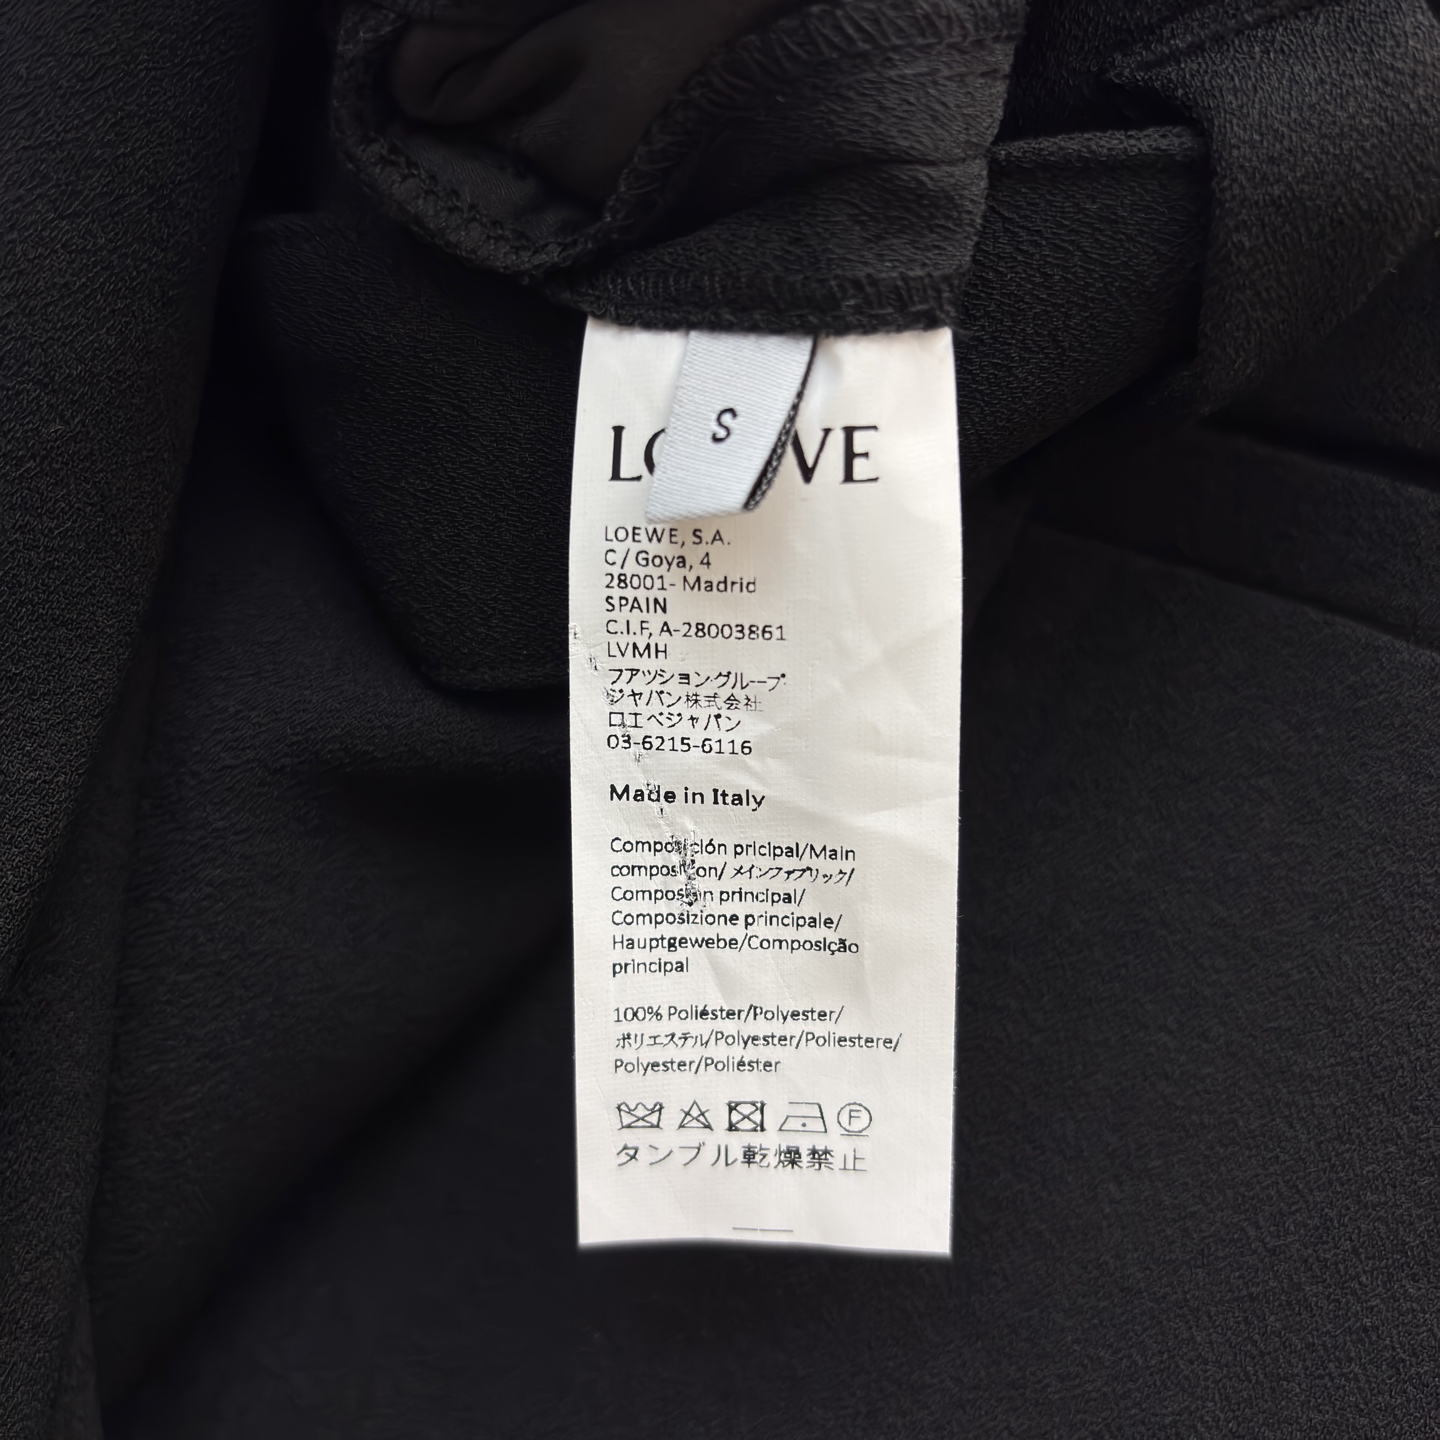 S
LOEWE
LOEWE, S.A.
C/ Goya, 4
28001- Madrid
SPAIN
C.I.F, A-28003861
LVMH
フアツション・グループ
ジヤパン株式会社
ロエベジャパン
03-6215-6116
Made in Italy
Composición pricipal/Main
composition/メインファブリック/
Composition principal/
Composizione principale/
Hauptgewebe/Composição
principal
100% Poliéster/Polyester/
ポリエステル/Polyester/Poliestere/
Polyester/Poliéster
F
タンブル乾燥禁止